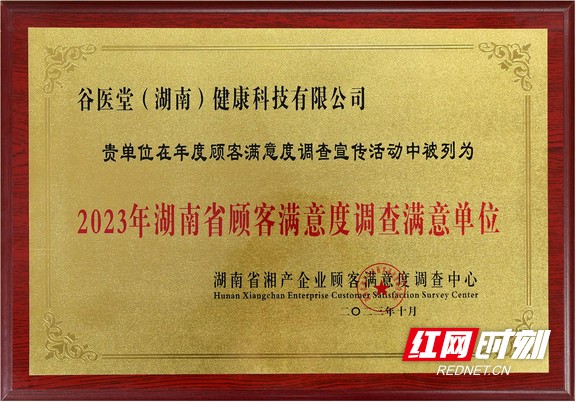 谷医堂（湖南）健康科技有限公司
贵单位在年度顾客满意度调查宣传活动中被列为
2023年湖南省顾客满意度调查满意单位
湖南省湘产企业顾客满意度调查中心
Hunan Xiangchan Enterprise Customer Satisfaction Survey Center
二〇二三年十月
红网时刻
REDNET.CN